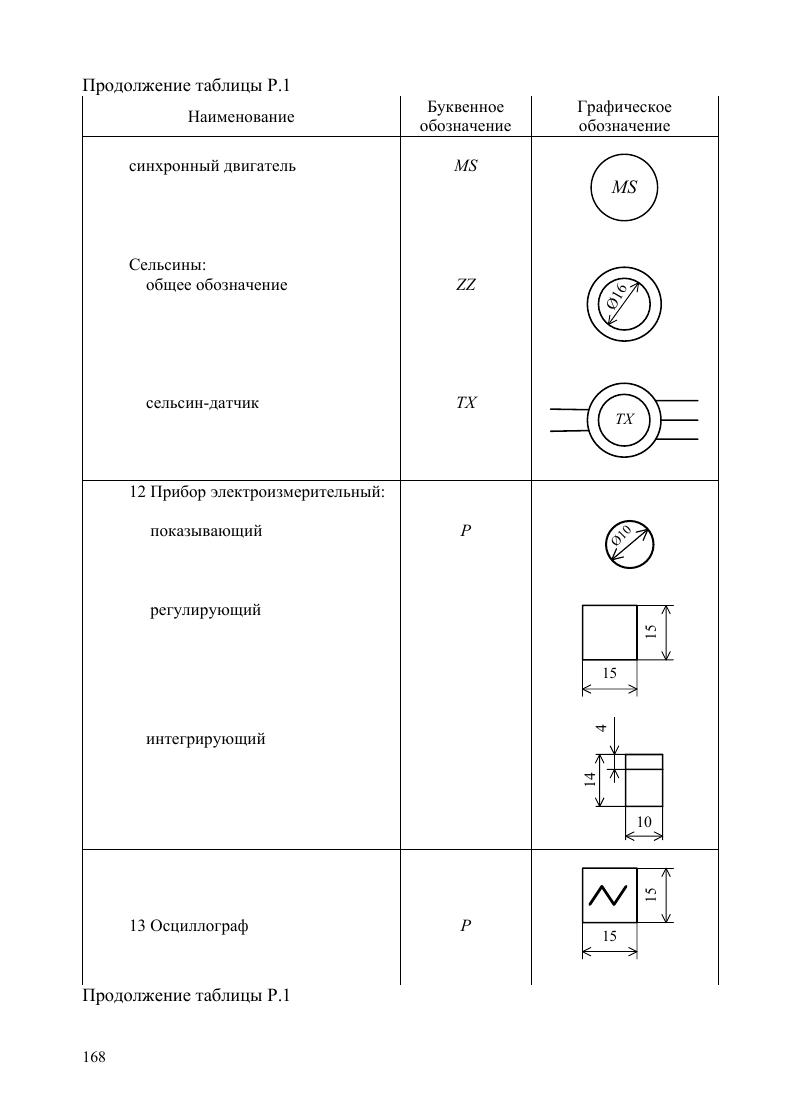 Продолжение таблицы Р.1
Наименование
Буквенное
обозначение
Графическое
обозначение
синхронный двигатель
MS
MS
Сельсины:
общее обозначение
ZZ
Ø16
сельсин-датчик
TX
TX
12 Прибор электроизмерительный:
показывающий
P
Ø10
регулирующий
15
15
интегрирующий
4
14
10
13 Осциллограф
P
15
15
Продолжение таблицы Р.1
168